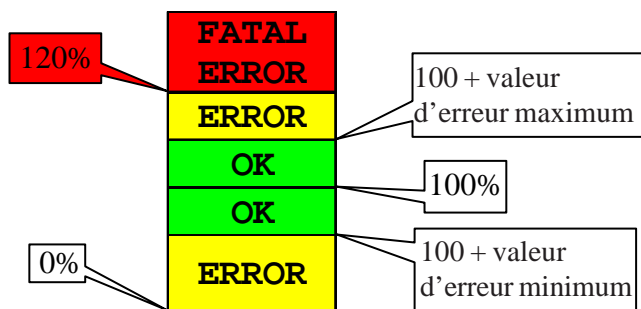 FATAL
ERROR
120%
100 + valeur
d’erreur maximum
ERROR
OK
100%
OK
100 + valeur
d’erreur minimum
0%
ERROR